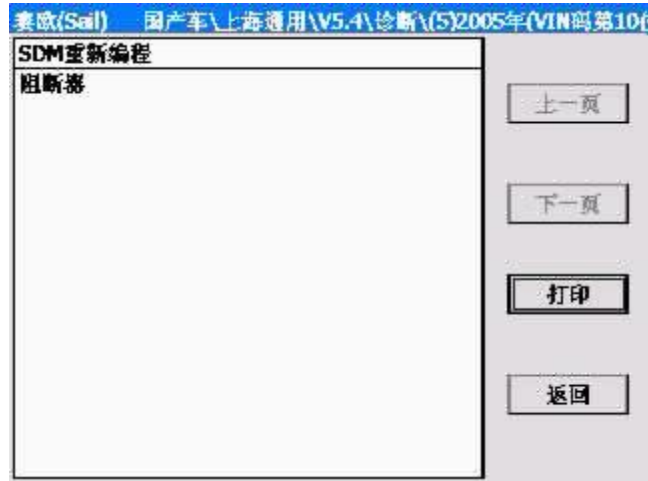 赛欧(Sail) 国产车\上海通用\V5.4\诊断\(5)2005年(VIN码第10(
SDM重新编程
阻断器
上一页
下一页
打印
返回